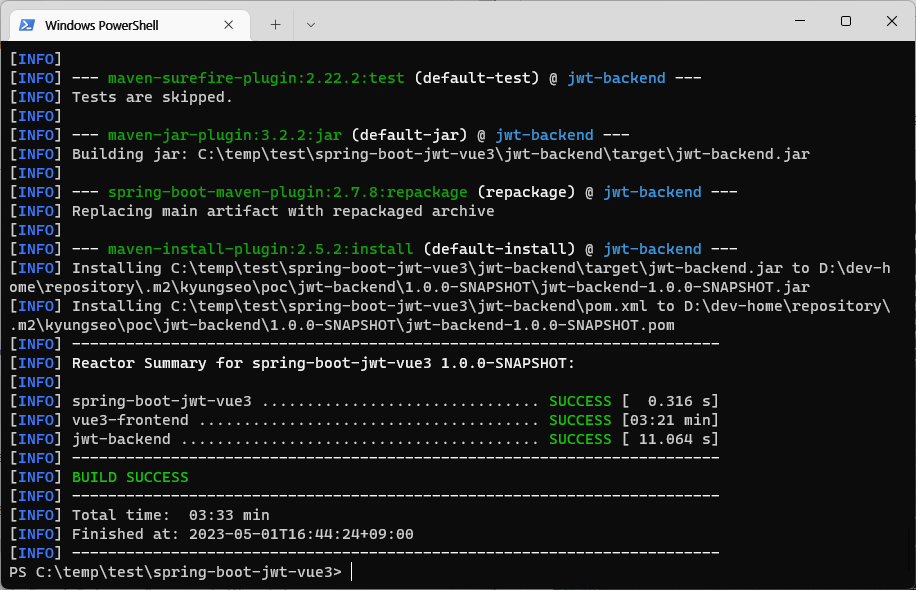 Windows PowerShell
[INFO]
[INFO] --- maven-surefire-plugin:2.22.2:test (default-test) @ jwt-backend ---
[INFO] Tests are skipped.
[INFO]
[INFO] --- maven-jar-plugin:3.2.2:jar (default-jar) @ jwt-backend ---
[INFO] Building jar: C:\temp\test\spring-boot-jwt-vue3\jwt-backend\target\jwt-backend.jar
[INFO]
[INFO] --- spring-boot-maven-plugin:2.7.8:repackage (repackage) @ jwt-backend ---
[INFO] Replacing main artifact with repackaged archive
[INFO]
[INFO] --- maven-install-plugin:2.5.2:install (default-install) @ jwt-backend ---
[INFO] Installing C:\temp\test\spring-boot-jwt-vue3\jwt-backend\target\jwt-backend.jar to D:\dev-h
ome\repository\.m2\kyungseo\poc\jwt-backend\1.0.0-SNAPSHOT\jwt-backend-1.0.0-SNAPSHOT.jar
[INFO] Installing C:\temp\test\spring-boot-jwt-vue3\jwt-backend\pom.xml to D:\dev-home\repository\
.m2\kyungseo\poc\jwt-backend\1.0.0-SNAPSHOT\jwt-backend-1.0.0-SNAPSHOT.pom
[INFO] ------------------------------------------------------------------------
[INFO] Reactor Summary for spring-boot-jwt-vue3 1.0.0-SNAPSHOT:
[INFO]
[INFO] spring-boot-jwt-vue3 ............................... SUCCESS [  0.316 s]
[INFO] vue3-frontend ...................................... SUCCESS [03:21 min]
[INFO] jwt-backend ........................................ SUCCESS [ 11.064 s]
[INFO] ------------------------------------------------------------------------
[INFO] BUILD SUCCESS
[INFO] ------------------------------------------------------------------------
[INFO] Total time:  03:33 min
[INFO] Finished at: 2023-05-01T16:44:24+09:00
[INFO] ------------------------------------------------------------------------
PS C:\temp\test\spring-boot-jwt-vue3>